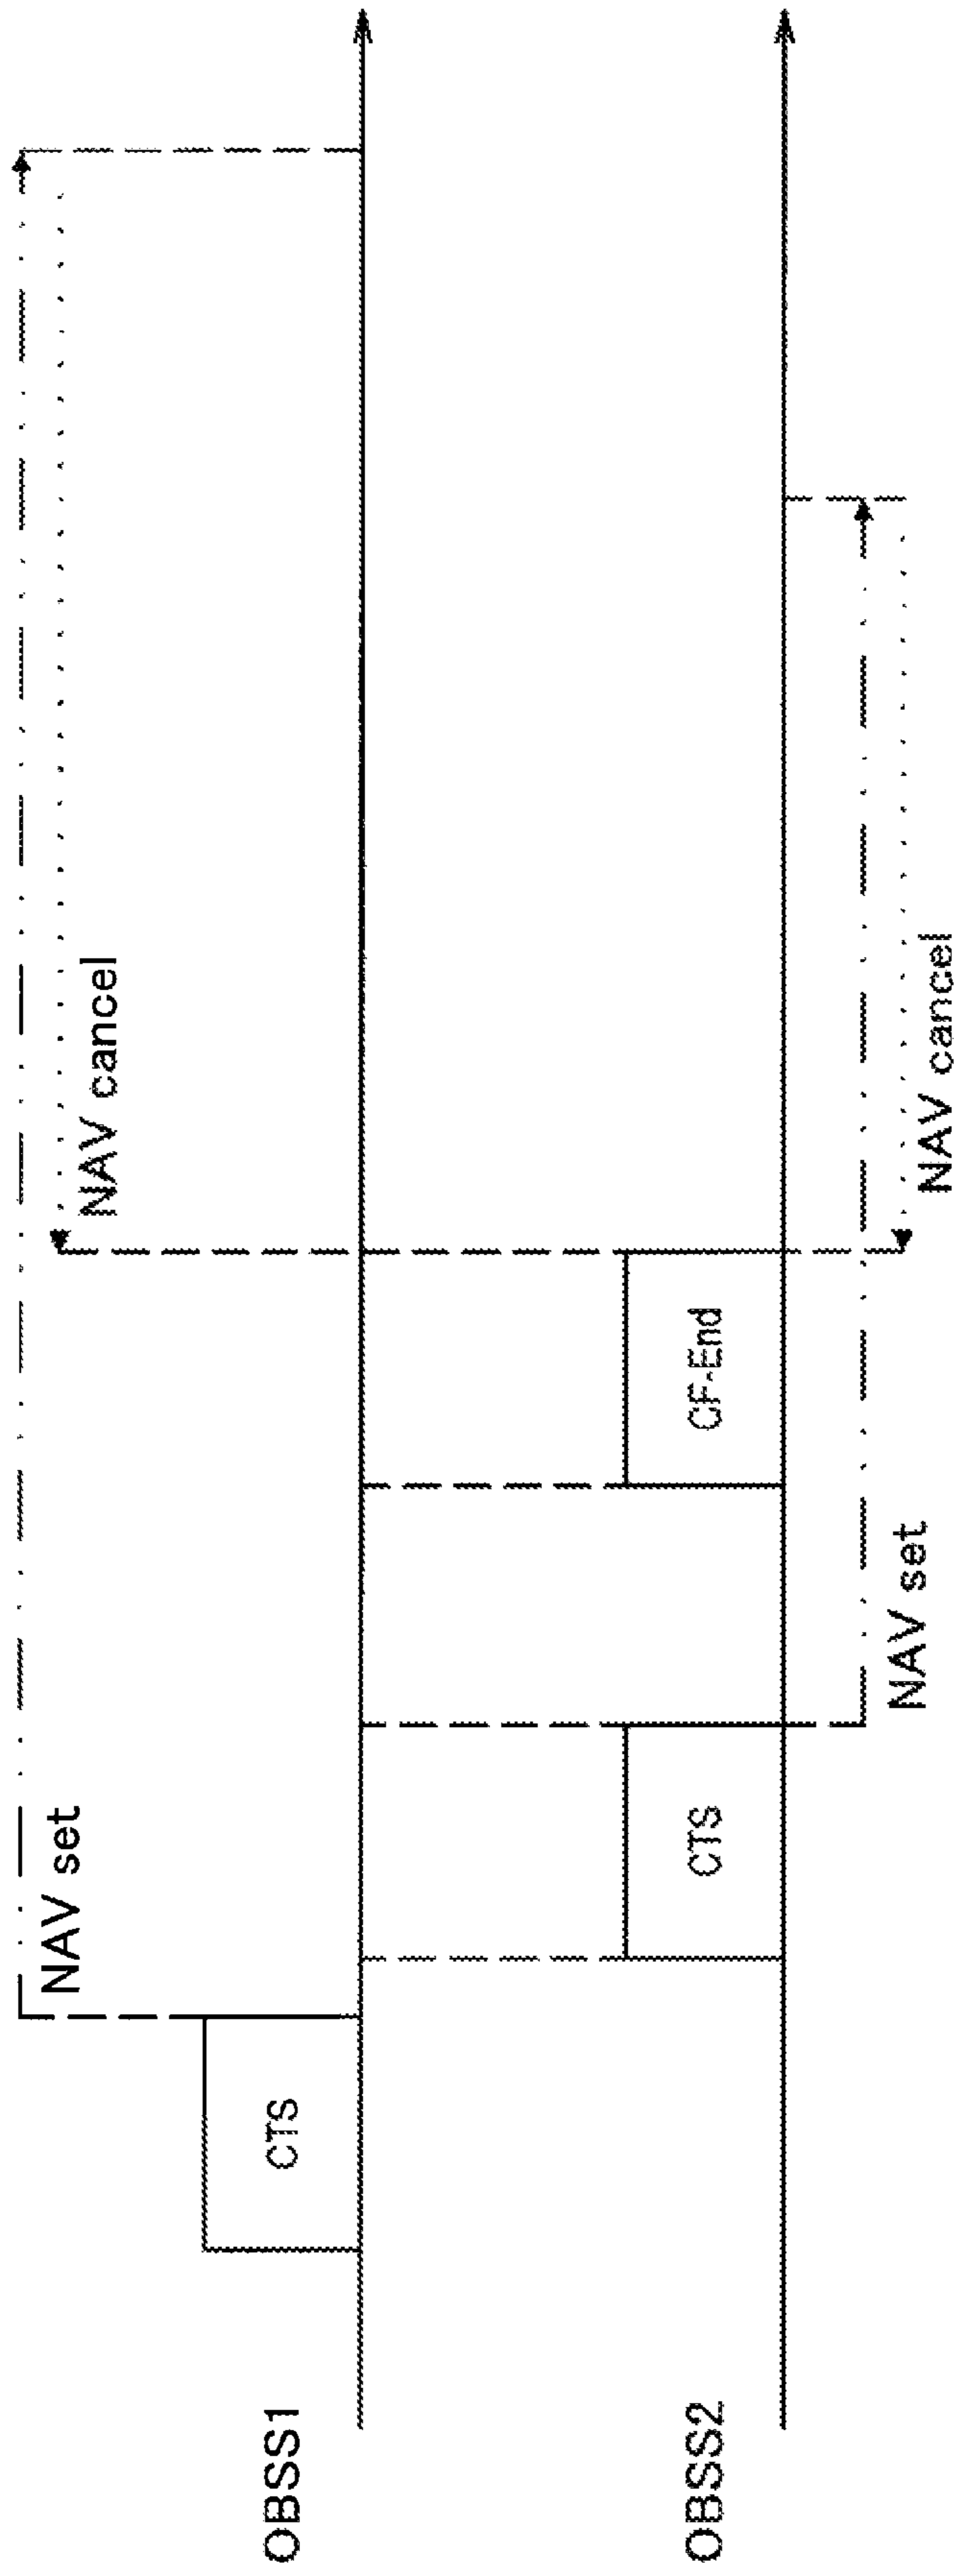 NAV set
NAV cancel
OBSS1
CTS
OBSS2
CTS
CF-End
NAV set
NAV cancel